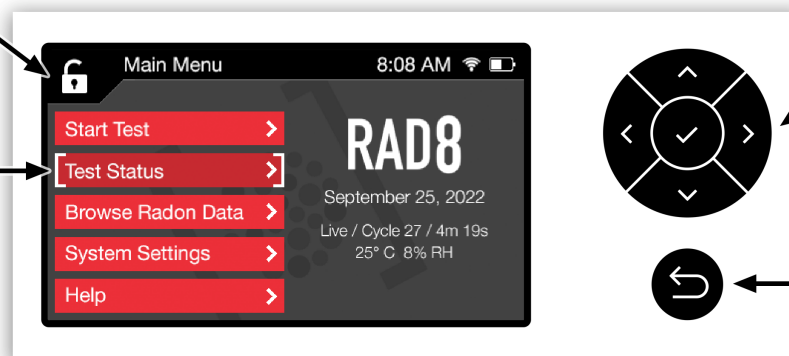 Main Menu 8:08 AM
Start Test
Test Status
Browse Radon Data
System Settings
Help
RAD8
September 25, 2022
Live / Cycle 27 / 4m 19s
25° C 8% RH